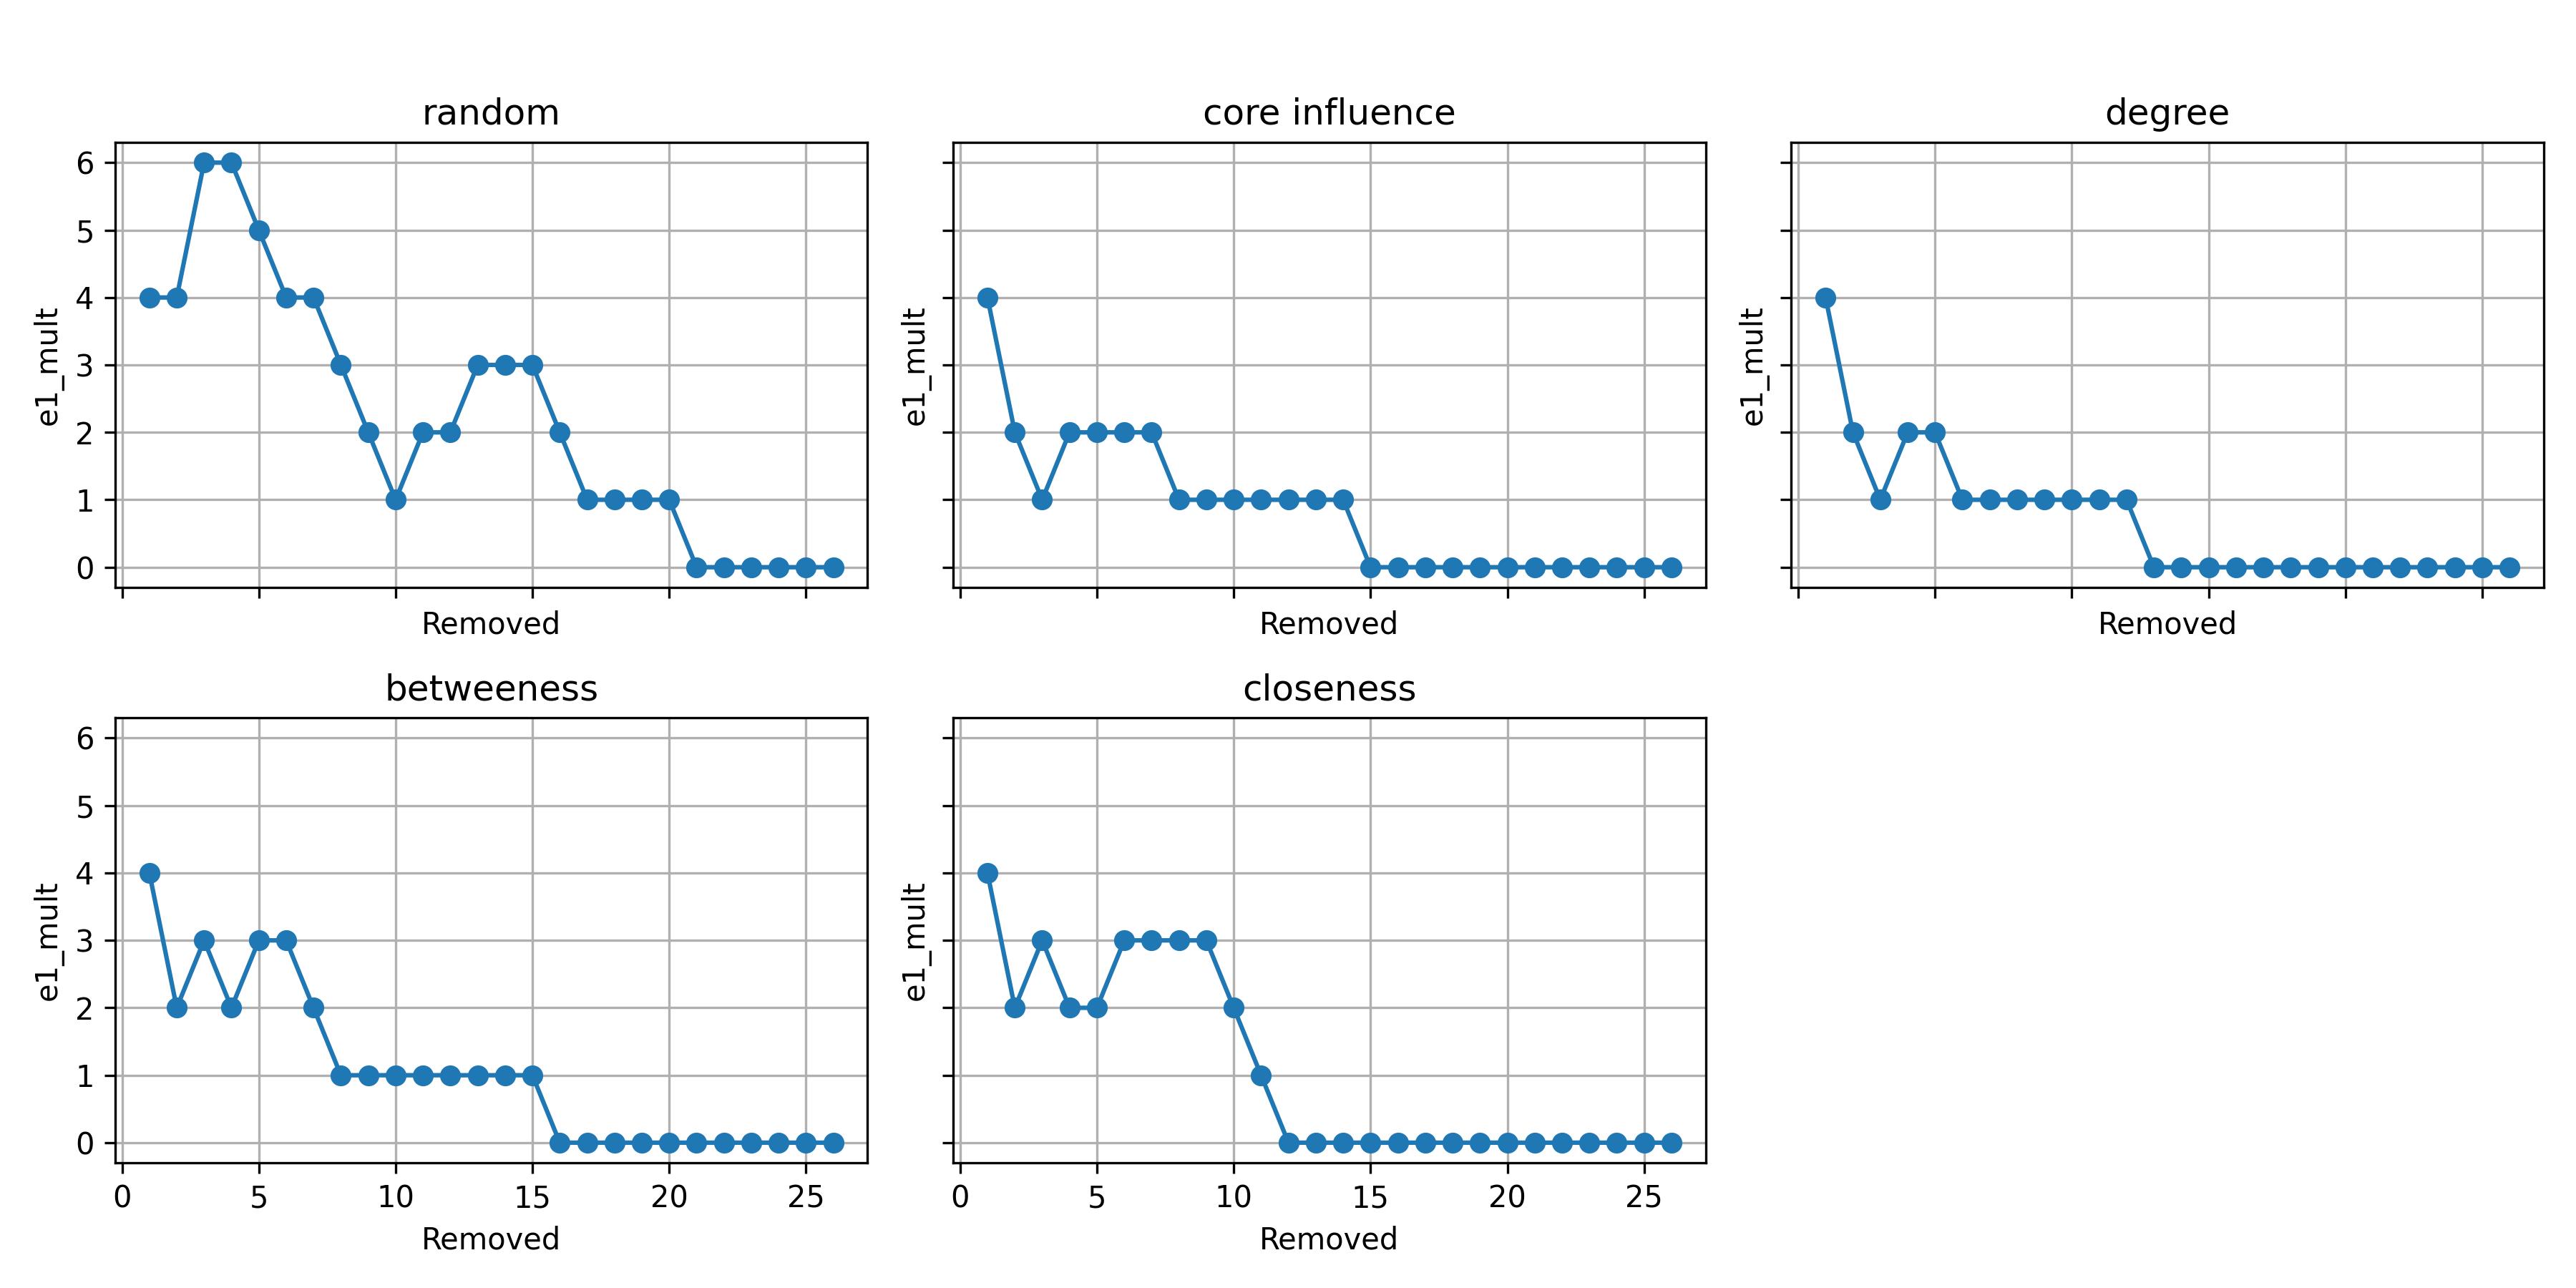 random
core influence
degree
6
5
4
3
2
1
0
e1_mult
e1_mult
e1_mult
Removed
Removed
Removed
betweeness
closeness
6
5
4
3
2
1
0
e1_mult
e1_mult
0 5 10 15 20 25
0 5 10 15 20 25
Removed
Removed